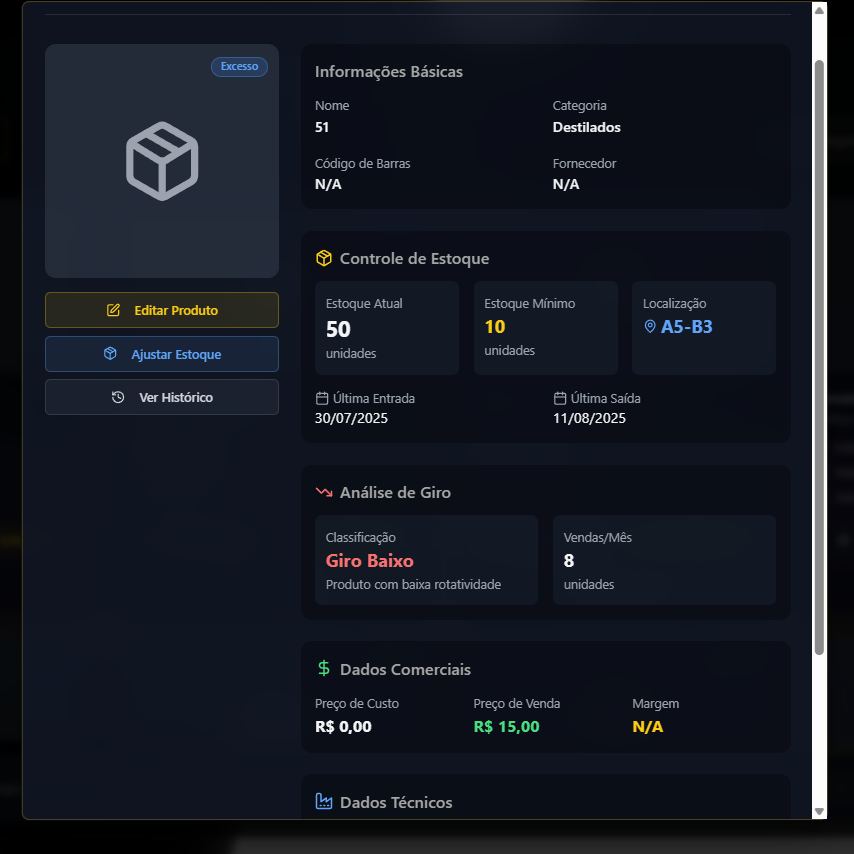 Excesso
Editar Produto
Ajustar Estoque
Ver Histórico
Informações Básicas
Nome
51
Categoria
Destilados
Código de Barras
N/A
Fornecedor
N/A
Controle de Estoque
Estoque Atual
50
unidades
Estoque Mínimo
10
unidades
Localização
A5-B3
Última Entrada
30/07/2025
Última Saída
11/08/2025
Análise de Giro
Classificação
Giro Baixo
Produto com baixa rotatividade
Vendas/Mês
8
unidades
Dados Comerciais
Preço de Custo
R$ 0,00
Preço de Venda
R$ 15,00
Margem
N/A
Dados Técnicos